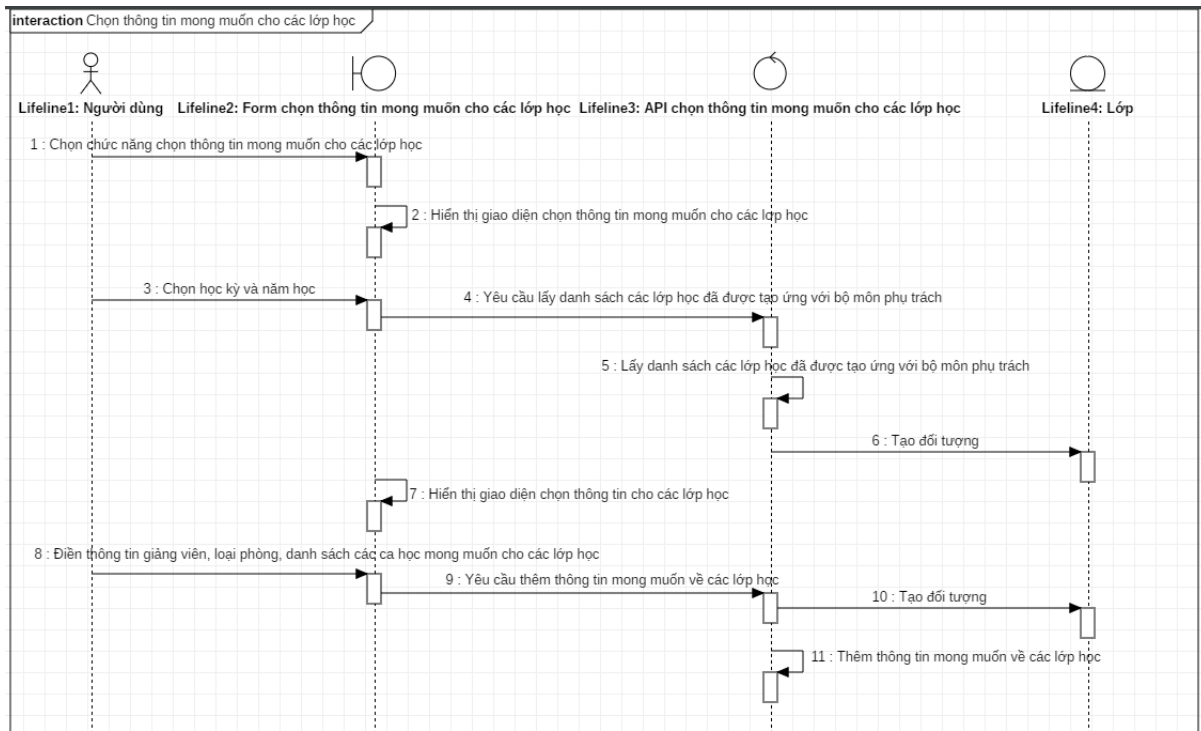 interaction Chọn thông tin mong muốn cho các lớp học
Lifeline1: Người dùng
Lifeline2: Form chọn thông tin mong muốn cho các lớp học
Lifeline3: API chọn thông tin mong muốn cho các lớp học
Lifeline4: Lớp
1 : Chọn chức năng chọn thông tin mong muốn cho các lớp học
2 : Hiển thị giao diện chọn thông tin mong muốn cho các lớp học
3 : Chọn học kỳ và năm học
4 : Yêu cầu lấy danh sách các lớp học đã được tạo ứng với bộ môn phụ trách
5 : Lấy danh sách các lớp học đã được tạo ứng với bộ môn phụ trách
6 : Tạo đối tượng
7 : Hiển thị giao diện chọn thông tin cho các lớp học
8 : Điền thông tin giảng viên, loại phòng, danh sách các ca học mong muốn cho các lớp học
9 : Yêu cầu thêm thông tin mong muốn về các lớp học
10 : Tạo đối tượng
11 : Thêm thông tin mong muốn về các lớp học